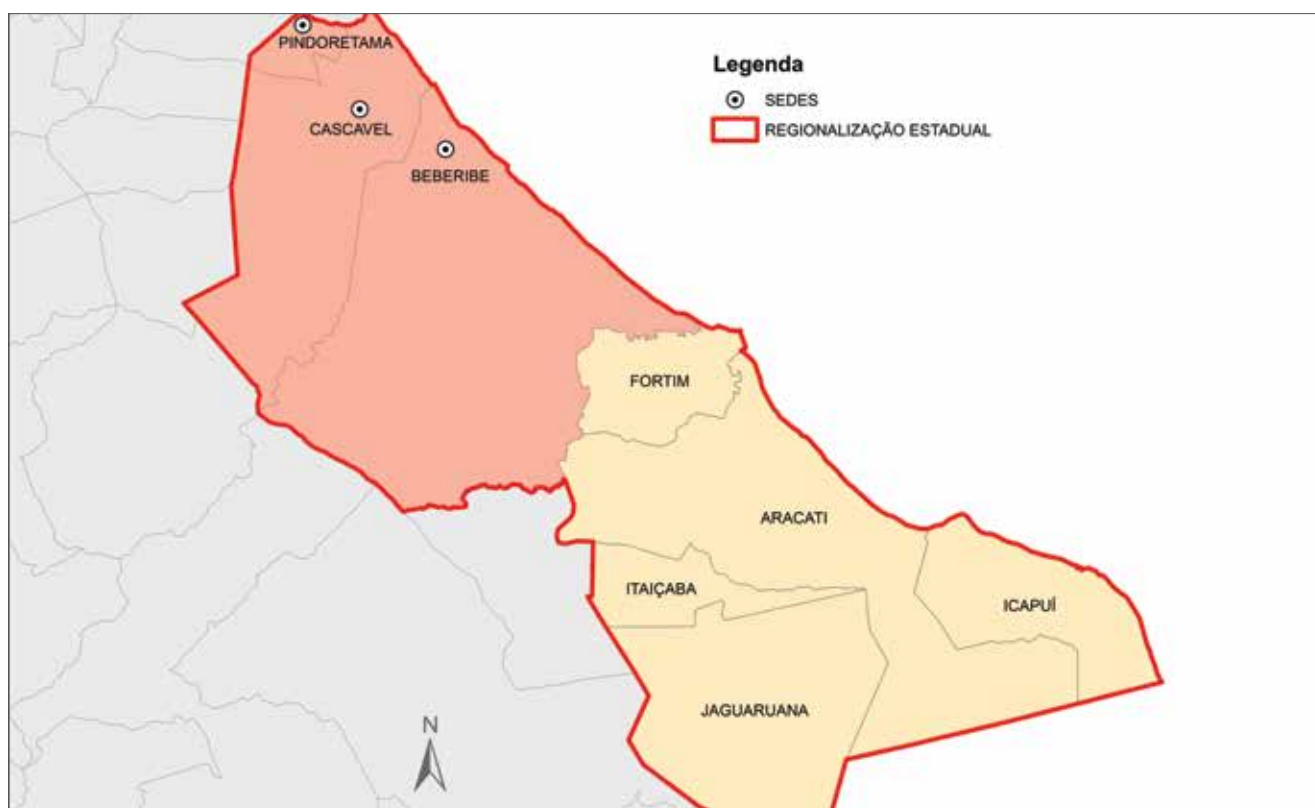 PINDORETAMA
CASCAVEL
BEBERIBE
Legenda
SEDES
REGIONALIZAÇÃO ESTADUAL
FORTIM
ARACATI
ITAIÇABA
ICAPUÍ
JAGUARUANA
N